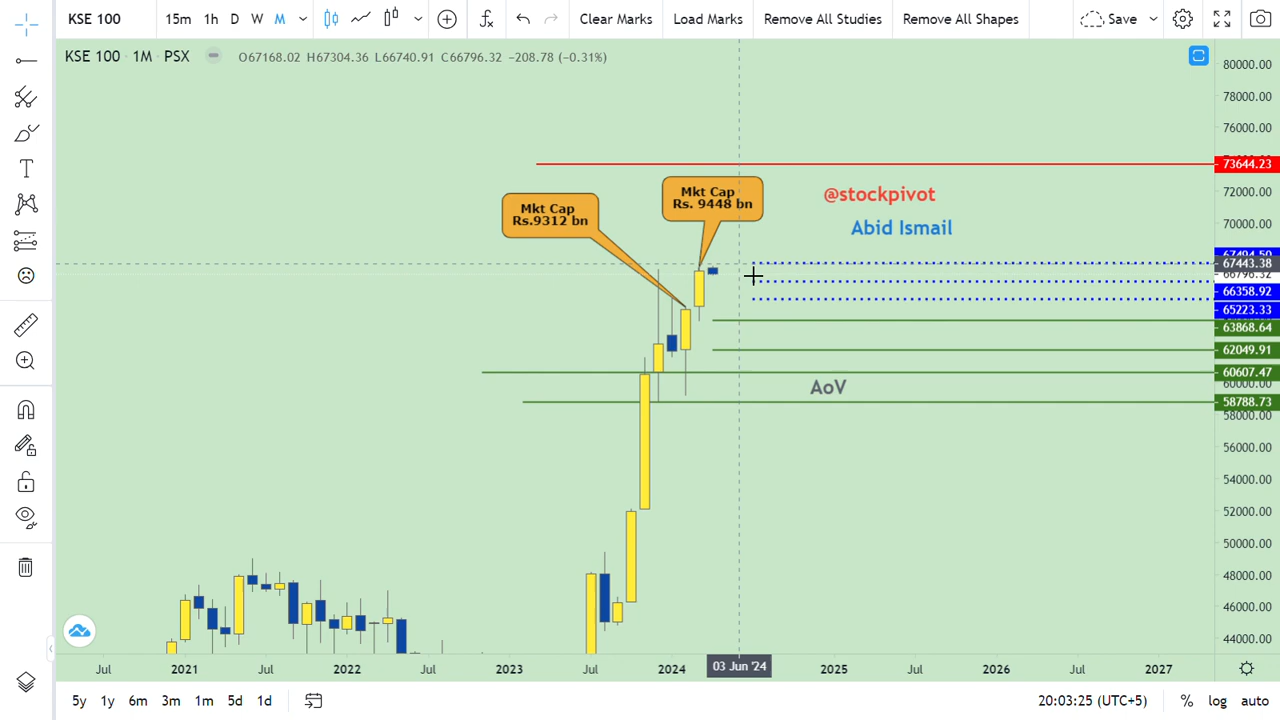 KSE 100 15m 1h D W M Clear Marks Load Marks Remove All Studies Remove All Shapes Save
KSE 100 1M PSX O67168.02 H67304.36 L66740.91 C66796.32 −208.78 (−0.31%)
80000.00
78000.00
76000.00
73644.23
72000.00
70000.00
67443.38
66796.32
66358.92
65223.33
63868.64
62049.91
60607.47
60000.00
58788.73
58000.00
56000.00
54000.00
52000.00
50000.00
48000.00
46000.00
44000.00
Mkt Cap
Rs.9312 bn
Mkt Cap
Rs. 9448 bn
@stockpivot
Abid Ismail
AoV
Jul 2021 Jul 2022 Jul 2023 Jul 2024 03 Jun '24 2025 Jul 2026 Jul 2027
5y 1y 6m 3m 1m 5d 1d 20:03:25 (UTC+5) % log auto